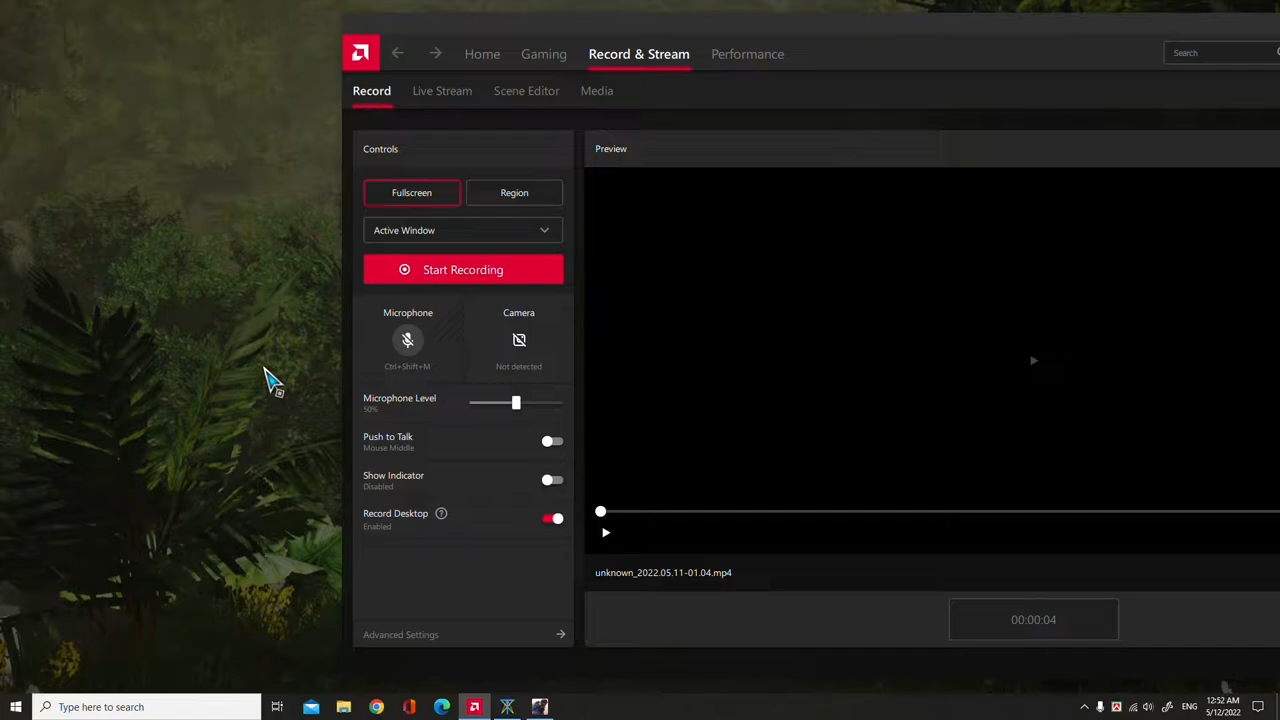 Home Gaming Record & Stream Performance Search
Record Live Stream Scene Editor Media
Controls
Preview
Fullscreen Region
Active Window
Start Recording
Microphone Camera
Ctrl+Shift+M Not detected
Microphone Level
50%
Push to Talk
Mouse Middle
Show Indicator
Disabled
Record Desktop ?
Enabled
unknown_2022.05.11-01.04.mp4
00:00:04
Advanced Settings
Type here to search
ENG
12:52 AM
5/12/2022